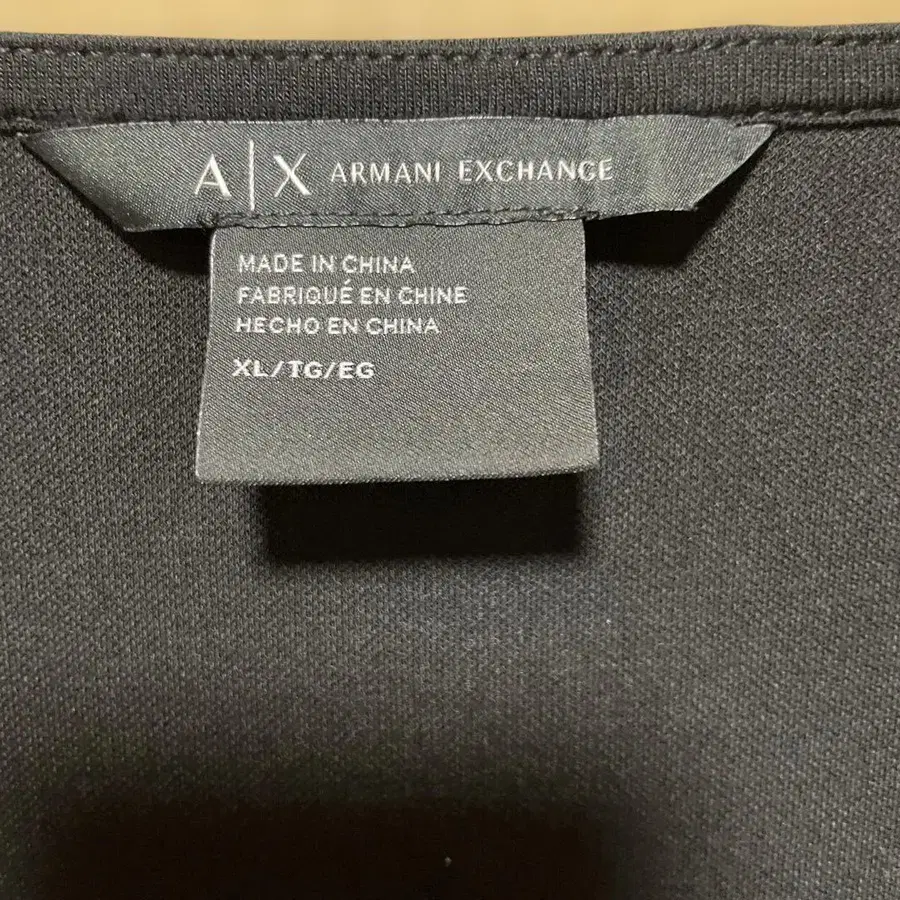 A|X ARMANI EXCHANGE
MADE IN CHINA
FABRIQUÉ EN CHINE
HECHO EN CHINA
XL/TG/EG